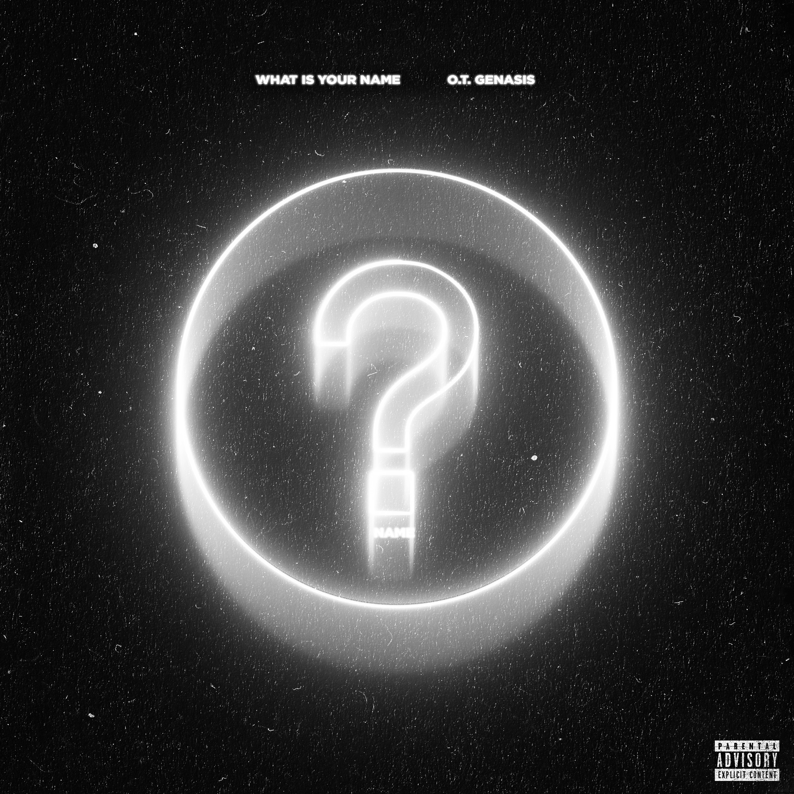 WHAT IS YOUR NAME O.T. GENASIS
NAME
PARENTAL
ADVISORY
EXPLICIT CONTENT